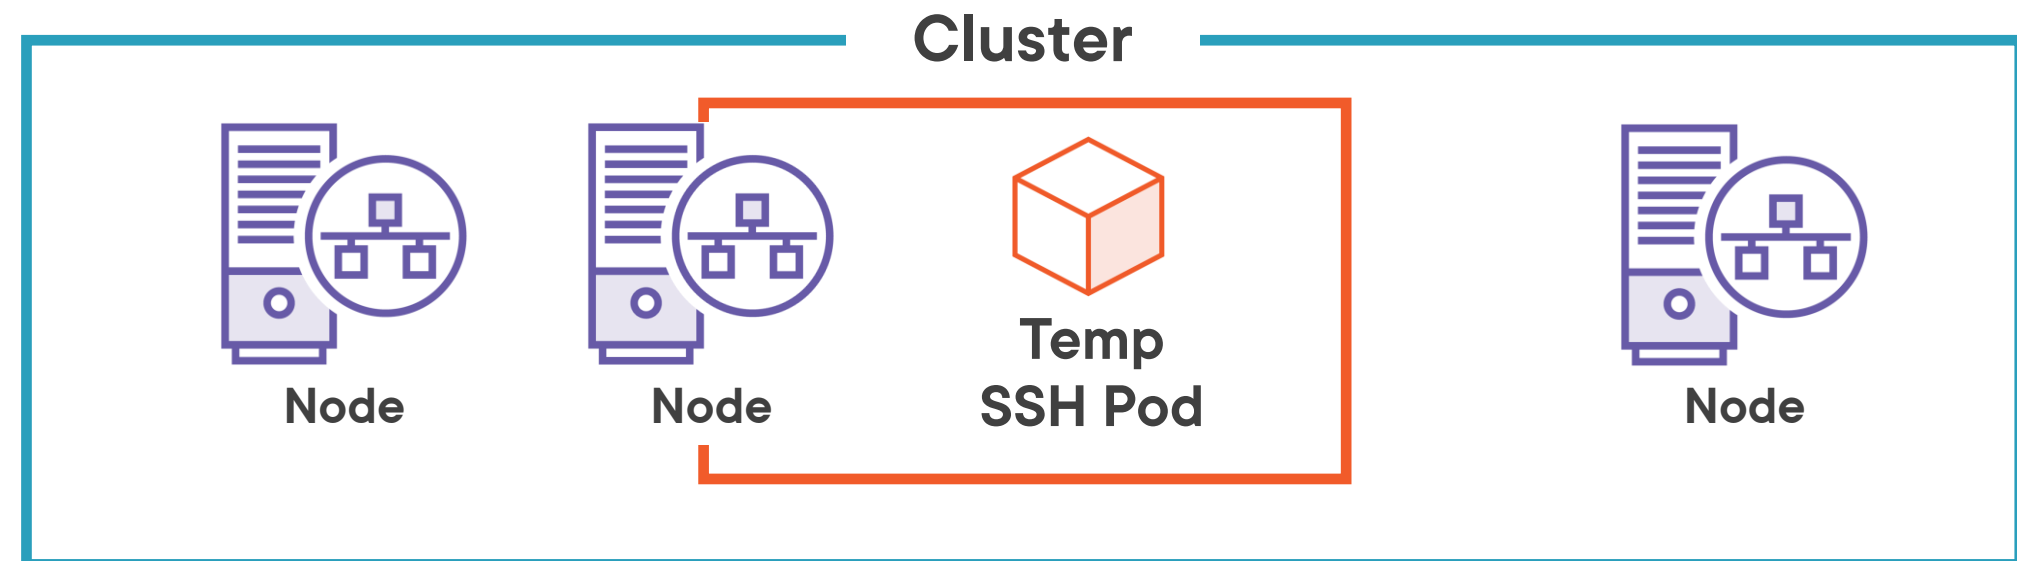 Cluster
Node
Node
Temp
SSH Pod
Node